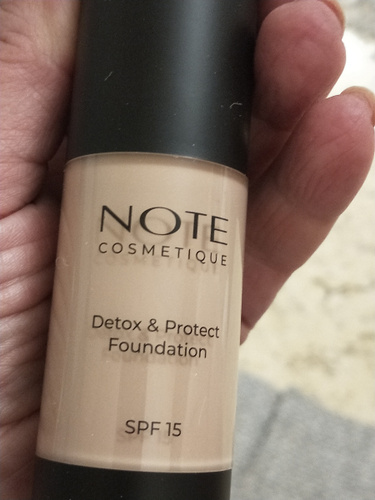 NOTE
COSMETIQUE
Detox & Protect
Foundation
SPF 15